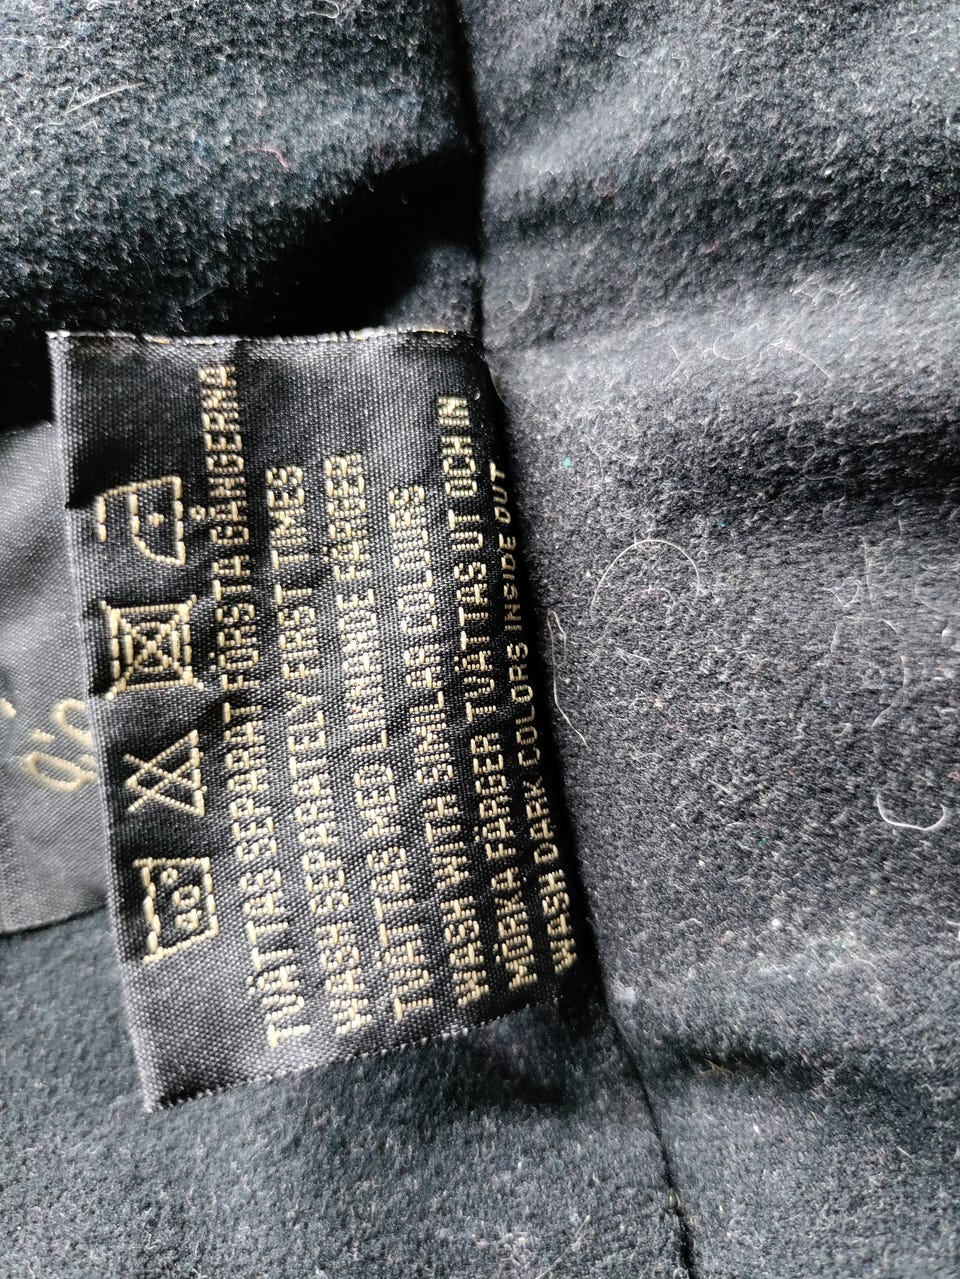 40°
TVÄTTAS SEPARAT FÖRSTA GÅNGERNA
WASH SEPARATELY FIRST TIMES
TVÄTTAS MED LIKNANDE FÄRGER
WASH WITH SIMILAR COLOURS
MÖRKA FÄRGER TVÄTTAS UT OCH IN
WASH DARK COLORS INSIDE OUT